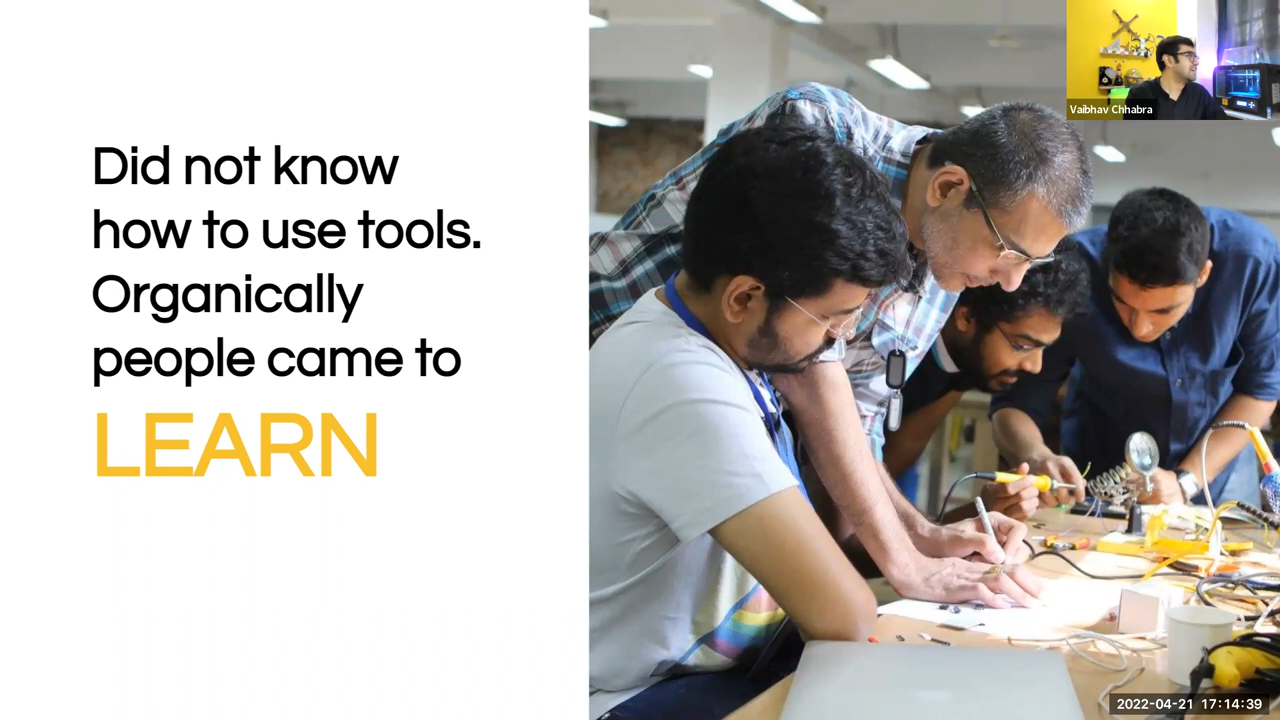 Did not know
how to use tools.
Organically
people came to
LEARN
Vaibhav Chhabra
2022-04-21 17:14:39